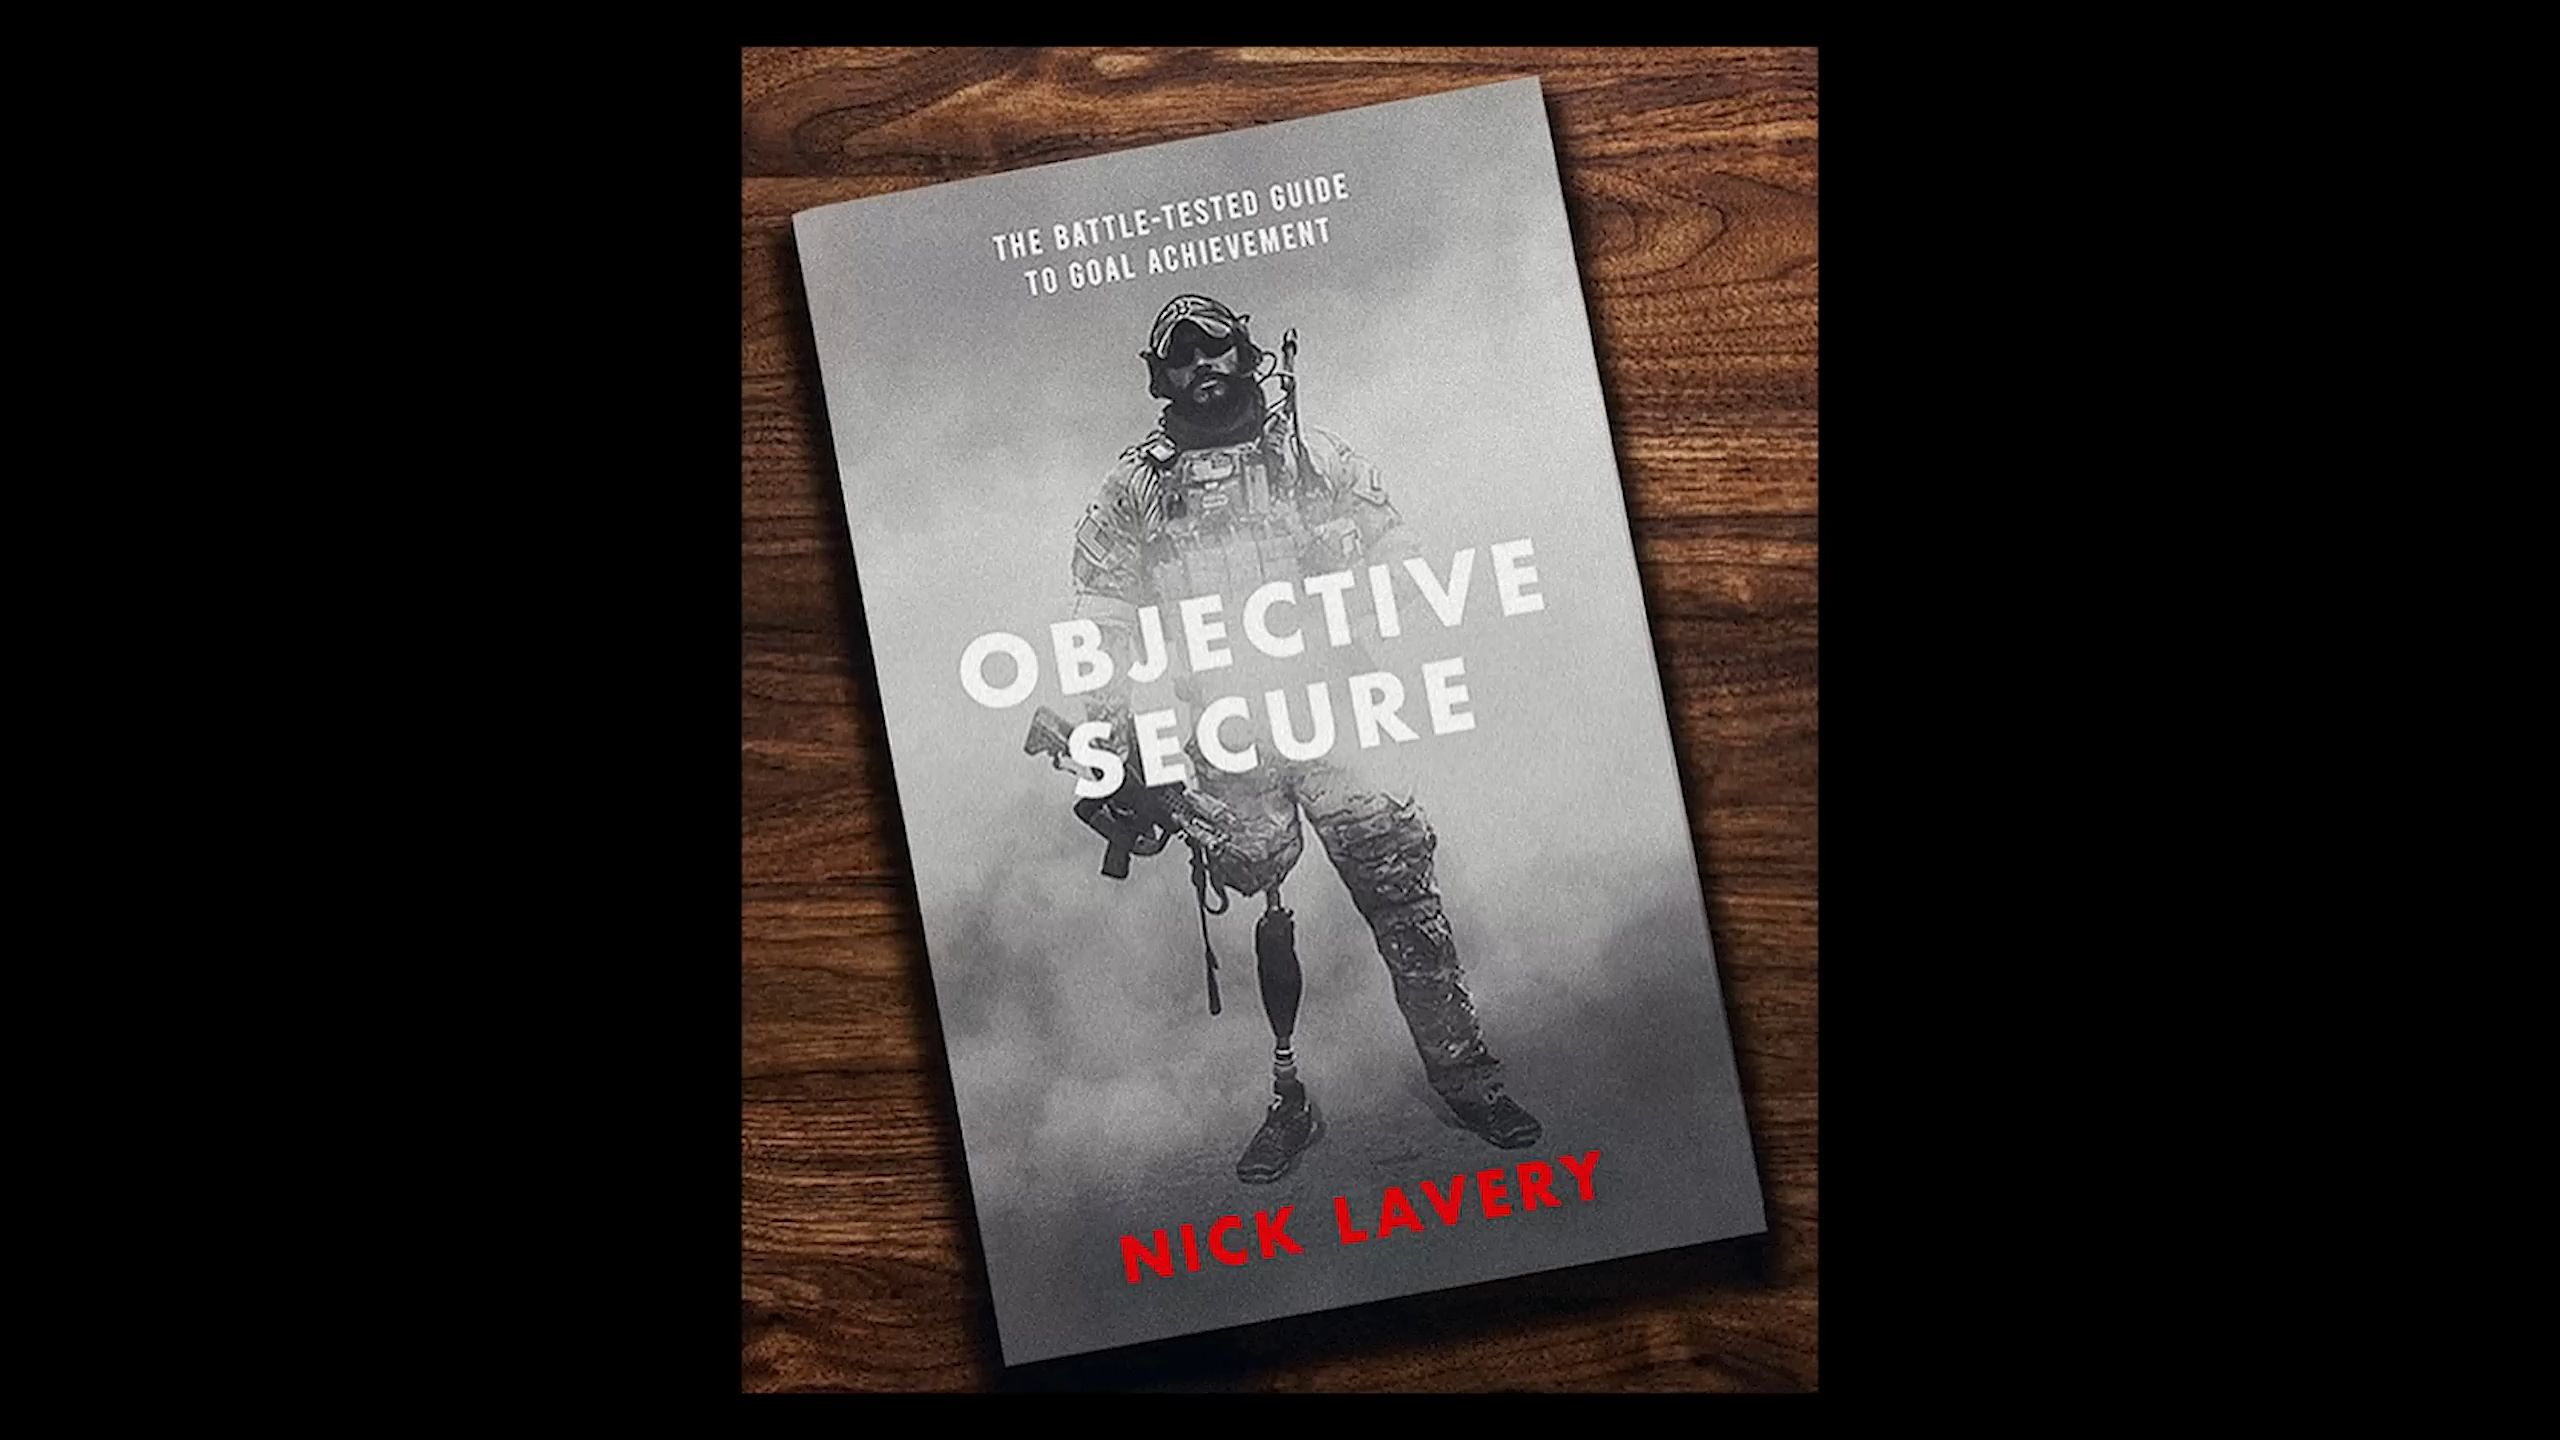 THE BATTLE-TESTED GUIDE
TO GOAL ACHIEVEMENT
OBJECTIVE
SECURE
NICK LAVERY